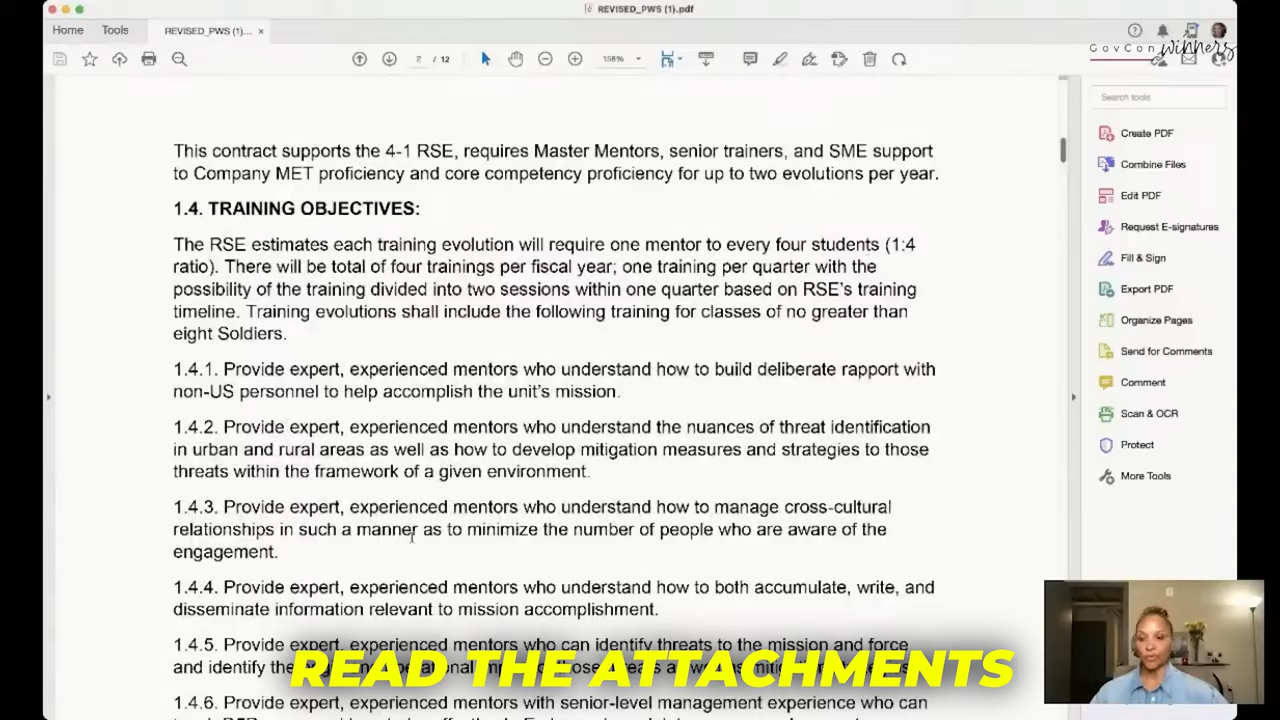 REVISED_PWS (1).pdf
Home
Tools
REVISED_PWS (1)...
×
GovCon
winners
2 / 12
158%
Search tools
Create PDF
Combine Files
Edit PDF
Request E-signatures
Fill & Sign
Export PDF
Organize Pages
Send for Comments
Comment
Scan & OCR
Protect
More Tools
This contract supports the 4-1 RSE, requires Master Mentors, senior trainers, and SME support
to Company MET proficiency and core competency proficiency for up to two evolutions per year.
1.4. TRAINING OBJECTIVES:
The RSE estimates each training evolution will require one mentor to every four students (1:4
ratio). There will be total of four trainings per fiscal year; one training per quarter with the
possibility of the training divided into two sessions within one quarter based on RSE's training
timeline. Training evolutions shall include the following training for classes of no greater than
eight Soldiers.
1.4.1. Provide expert, experienced mentors who understand how to build deliberate rapport with
non-US personnel to help accomplish the unit's mission.
1.4.2. Provide expert, experienced mentors who understand the nuances of threat identification
in urban and rural areas as well as how to develop mitigation measures and strategies to those
threats within the framework of a given environment.
1.4.3. Provide expert, experienced mentors who understand how to manage cross-cultural
relationships in such a manner as to minimize the number of people who are aware of the
engagement.
1.4.4. Provide expert, experienced mentors who understand how to both accumulate, write, and
disseminate information relevant to mission accomplishment.
1.4.5. Provide expert, experienced mentors who can identify threats to the mission and force
and identify the
READ THE ATTACHMENTS
1.4.6. Provide expert, experienced mentors with senior-level management experience who can